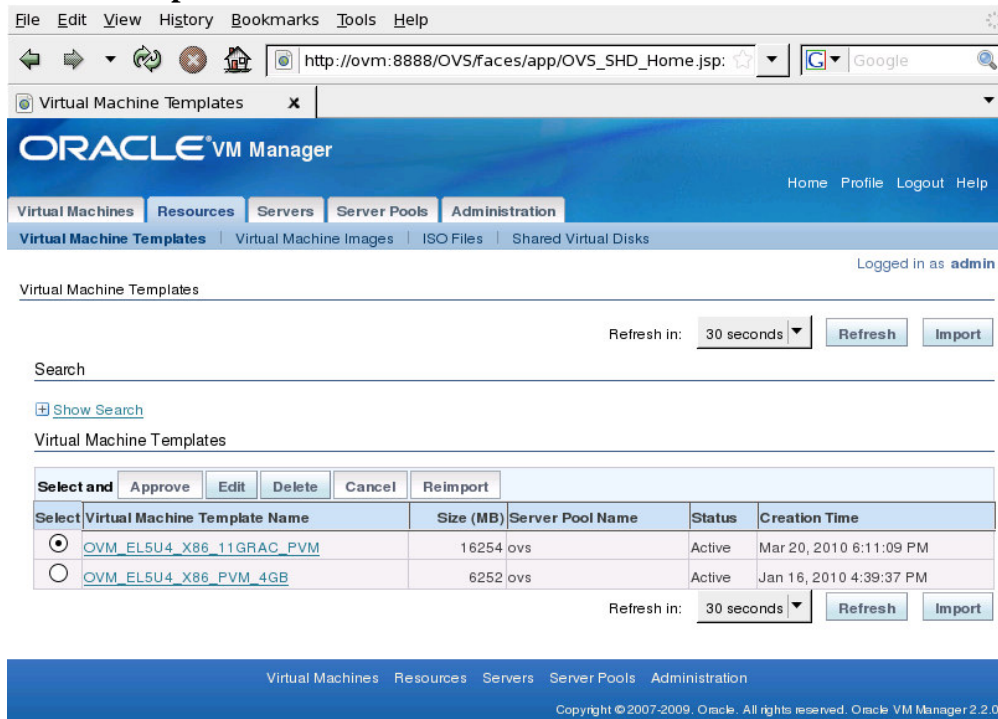 File Edit View History Bookmarks Tools Help
http://ovm:8888/OVS/faces/app/OVS_SHD_Home.jsp: G Google
Virtual Machine Templates x
ORACLE VM Manager
Home Profile Logout Help
Virtual Machines Resources Servers Server Pools Administration
Virtual Machine Templates | Virtual Machine Images | ISO Files | Shared Virtual Disks
Logged in as admin
Virtual Machine Templates
Refresh in: 30 seconds Refresh Import
Search
Show Search
Virtual Machine Templates
Select and Approve Edit Delete Cancel Reimport
Select Virtual Machine Template Name Size (MB) Server Pool Name Status Creation Time
OVM_EL5U4_X86_11GRAC_PVM 16254 ovs Active Mar 20, 2010 6:11:09 PM
OVM_EL5U4_X86_PVM_4GB 6252 ovs Active Jan 16, 2010 4:39:37 PM
Refresh in: 30 seconds Refresh Import
Virtual Machines Resources Servers Server Pools Administration
Copyright © 2007-2009. Oracle. All rights reserved. Oracle VM Manager 2.2.0